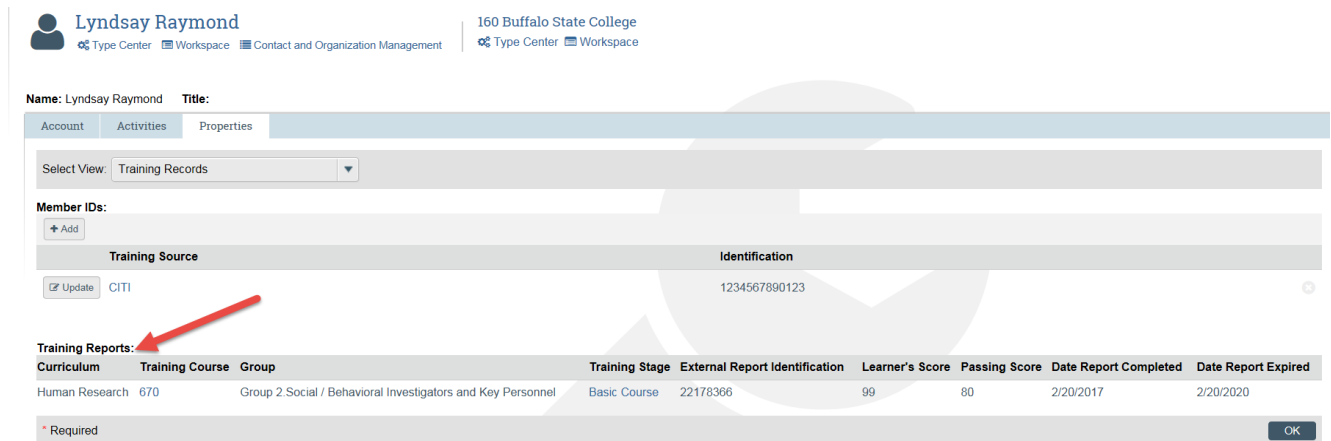 Lyndsay Raymond
Type Center Workspace Contact and Organization Management
160 Buffalo State College
Type Center Workspace
Name: Lyndsay Raymond Title:
Account Activities Properties
Select View: Training Records
Member IDs:
+ Add
Training Source Identification
Update CITI 1234567890123
Training Reports:
Curriculum Training Course Group Training Stage External Report Identification Learner's Score Passing Score Date Report Completed Date Report Expired
Human Research 670 Group 2.Social / Behavioral Investigators and Key Personnel Basic Course 22178366 99 80 2/20/2017 2/20/2020
* Required OK